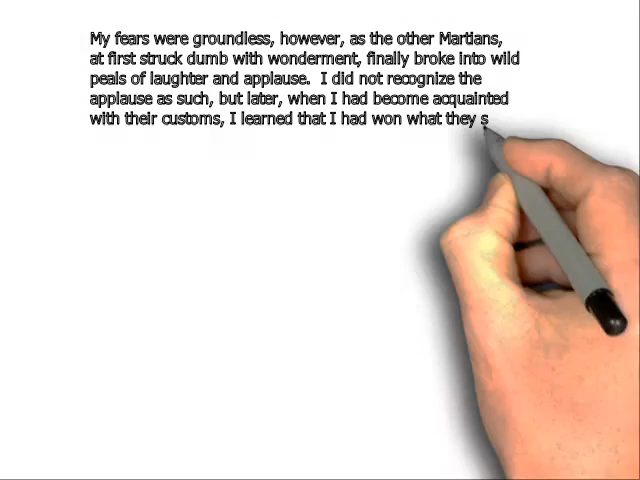 My fears were groundless, however, as the other Martians,
at first struck dumb with wonderment, finally broke into wild
peals of laughter and applause.  I did not recognize the
applause as such, but later, when I had become acquainted
with their customs, I learned that I had won what they s